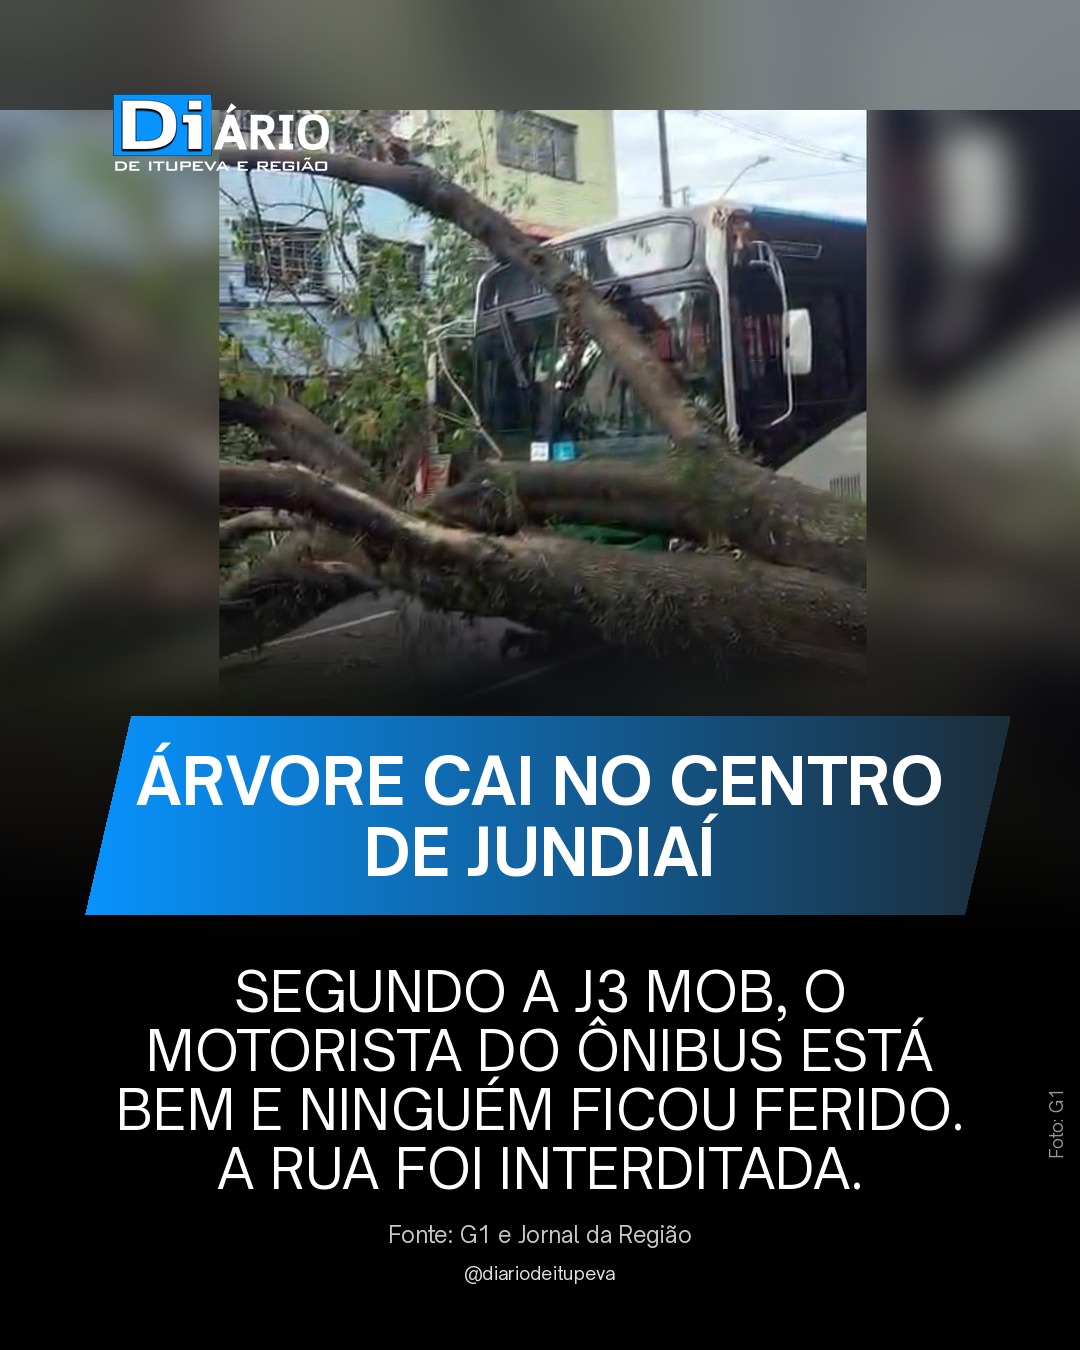 DiÁRIO
DE ITUPEVA E REGIÃO
ÁRVORE CAI NO CENTRO
DE JUNDIAÍ
SEGUNDO A J3 MOB, O
MOTORISTA DO ÔNIBUS ESTÁ
BEM E NINGUÉM FICOU FERIDO.
A RUA FOI INTERDITADA.
Foto: G1
Fonte: G1 e Jornal da Região
@diariodeitupeva